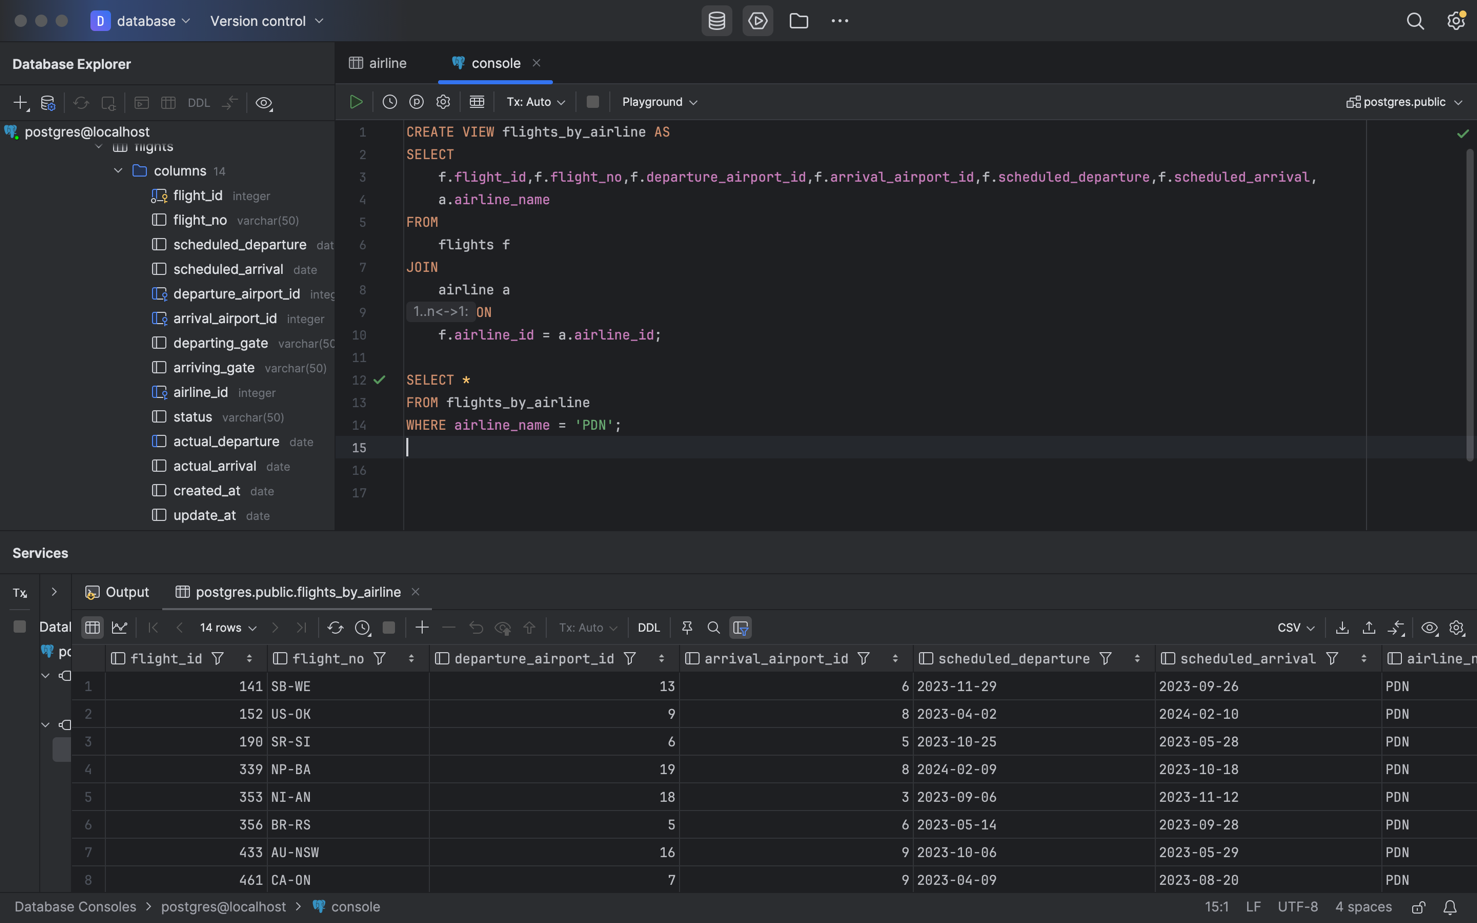 D database Version control
Database Explorer
DDL
postgres@localhost
flights
columns 14
flight_id integer
flight_no varchar(50)
scheduled_departure dat
scheduled_arrival date
departure_airport_id integ
arrival_airport_id integer
departing_gate varchar(50
arriving_gate varchar(50)
airline_id integer
status varchar(50)
actual_departure date
actual_arrival date
created_at date
update_at date
airline console
Tx: Auto Playground postgres.public
1 CREATE VIEW flights_by_airline AS
2 SELECT
3 f.flight_id,f.flight_no,f.departure_airport_id,f.arrival_airport_id,f.scheduled_departure,f.scheduled_arrival,
4 a.airline_name
5 FROM
6 flights f
7 JOIN
8 airline a
9 1..n<->1: ON
10 f.airline_id = a.airline_id;
11
12 SELECT *
13 FROM flights_by_airline
14 WHERE airline_name = 'PDN';
15
16
17
Services
Tx Output postgres.public.flights_by_airline
Datal 14 rows Tx: Auto DDL CSV
po
flight_id flight_no departure_airport_id arrival_airport_id scheduled_departure scheduled_arrival airline_n
1 141 SB-WE 13 6 2023-11-29 2023-09-26 PDN
2 152 US-OK 9 8 2023-04-02 2024-02-10 PDN
3 190 SR-SI 6 5 2023-10-25 2023-05-28 PDN
4 339 NP-BA 19 8 2024-02-09 2023-10-18 PDN
5 353 NI-AN 18 3 2023-09-06 2023-11-12 PDN
6 356 BR-RS 5 6 2023-05-14 2023-09-28 PDN
7 433 AU-NSW 16 9 2023-10-06 2023-05-29 PDN
8 461 CA-ON 7 9 2023-04-09 2023-08-20 PDN
Database Consoles > postgres@localhost > console 15:1 LF UTF-8 4 spaces